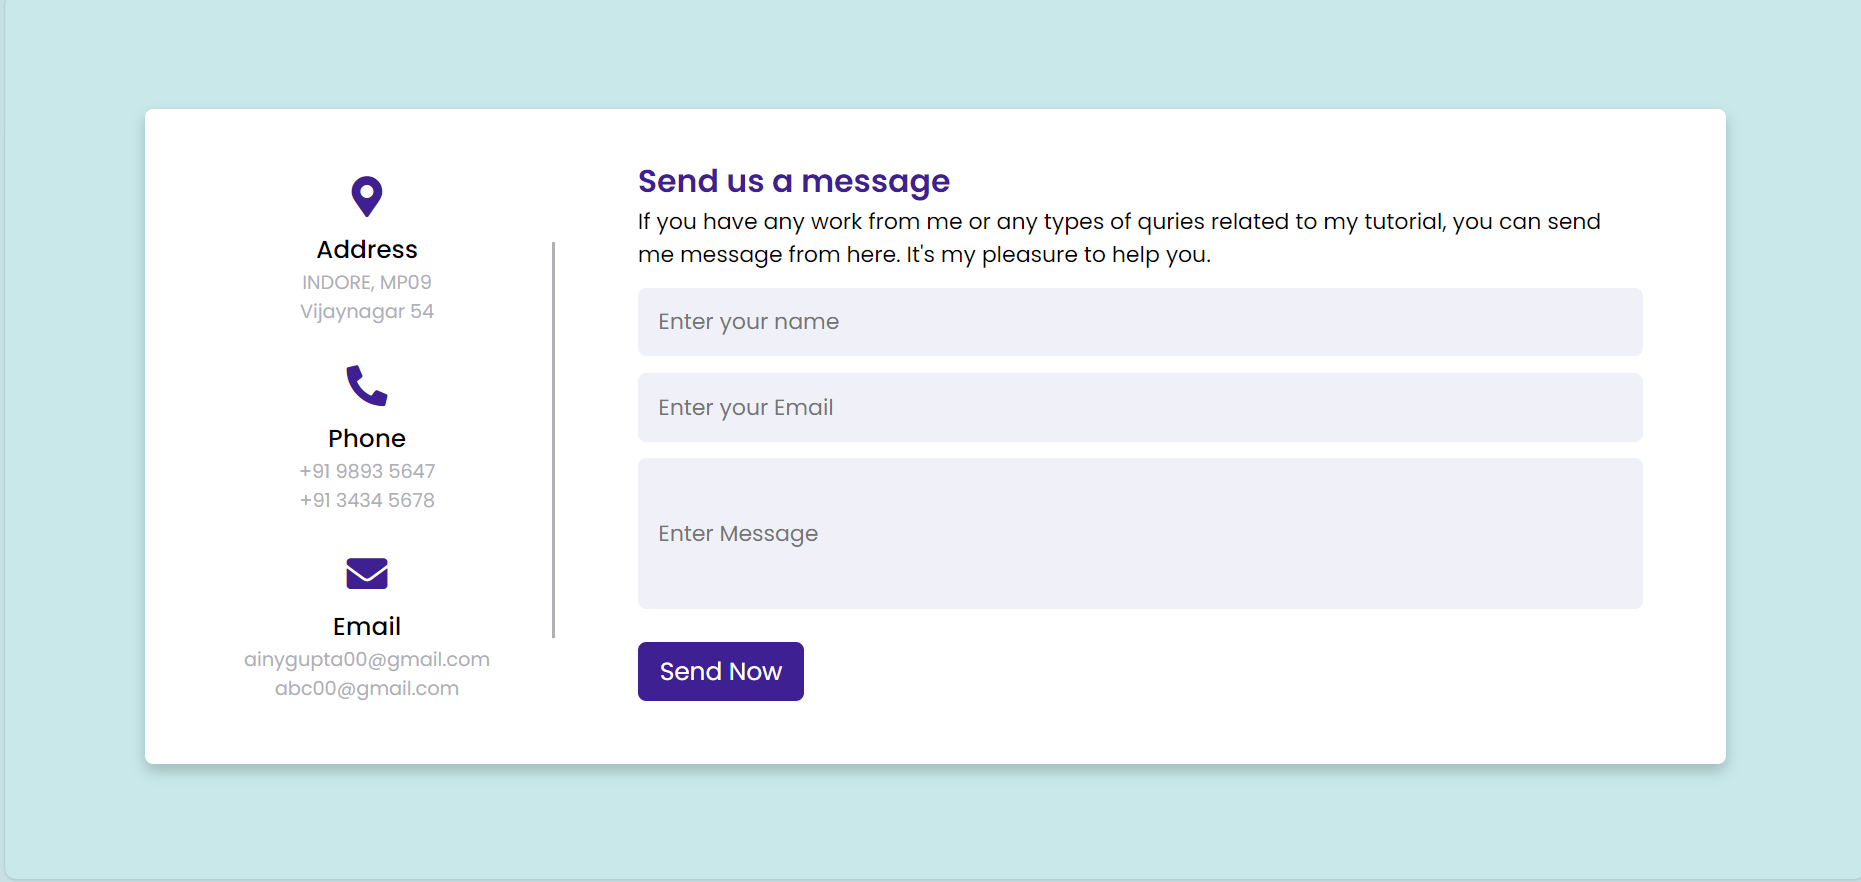 Address
INDORE, MP09
Vijaynagar 54
Phone
+91 9893 5647
+91 3434 5678
Email
ainygupta00@gmail.com
abc00@gmail.com
Send us a message
If you have any work from me or any types of quries related to my tutorial, you can send
me message from here. It's my pleasure to help you.
Enter your name
Enter your Email
Enter Message
Send Now